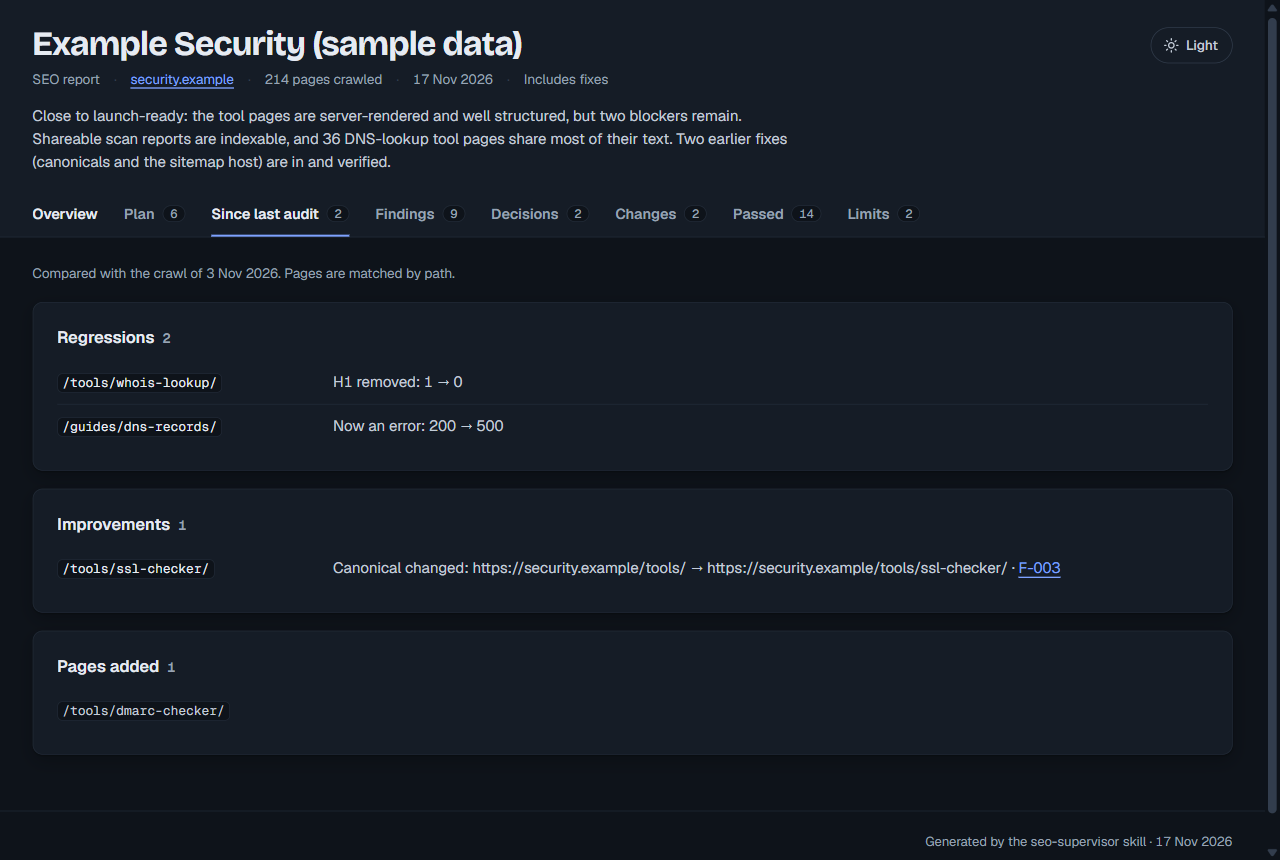 Example Security (sample data)
Light
SEO report · security.example · 214 pages crawled · 17 Nov 2026 · Includes fixes
Close to launch-ready: the tool pages are server-rendered and well structured, but two blockers remain.
Shareable scan reports are indexable, and 36 DNS-lookup tool pages share most of their text. Two earlier fixes
(canonicals and the sitemap host) are in and verified.
Overview Plan 6 Since last audit 2 Findings 9 Decisions 2 Changes 2 Passed 14 Limits 2
Compared with the crawl of 3 Nov 2026. Pages are matched by path.
Regressions 2
/tools/whois-lookup/ H1 removed: 1 → 0
/guides/dns-records/ Now an error: 200 → 500
Improvements 1
/tools/ssl-checker/ Canonical changed: https://security.example/tools/ → https://security.example/tools/ssl-checker/ · F-003
Pages added 1
/tools/dmarc-checker/
Generated by the seo-supervisor skill · 17 Nov 2026